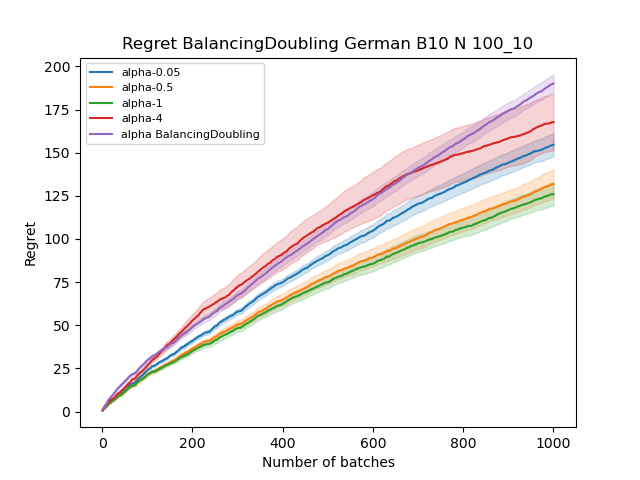 Regret BalancingDoubling German B10 N 100_10
200
175
150
125
100
75
50
25
0
Regret
alpha-0.05
alpha-0.5
alpha-1
alpha-4
alpha BalancingDoubling
0 200 400 600 800 1000
Number of batches